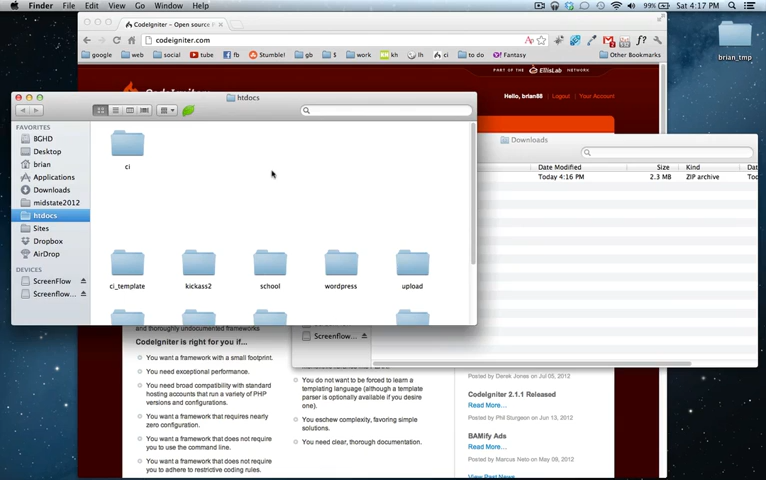 Finder File Edit View Go Window Help
99% Sat 4:17 PM
CodeIgniter - Open source
codeigniter.com
google web social tube fb Stumble! gb $ work kh lh ci to do Fantasy Other Bookmarks
PART OF THE EllisLab NETWORK
Hello, brian88 Logout Your Account
brian_tmp
htdocs
FAVORITES
BGHD
Desktop
brian
Applications
Downloads
midstate2012
htdocs
Sites
Dropbox
AirDrop
DEVICES
ScreenFlow
Screenflow...
ci
ci_template kickass2 school wordpress upload
Downloads
Date Modified Size Kind Dat
Today 4:16 PM 2.3 MB ZIP archive Tod
Screenflow...
and thoroughly undocumented frameworks
CodeIgniter is right for you if...
You want a framework with a small footprint.
You need exceptional performance.
You need broad compatibility with standard
hosting accounts that run a variety of PHP
versions and configurations.
You want a framework that requires nearly
zero configuration.
You want a framework that does not require
you to use the command line.
You want a framework that does not require
you to adhere to restrictive coding rules.
You do not want to be forced to learn a
templating language (although a template
parser is optionally available if you desire
one).
You eschew complexity, favoring simple
solutions.
You need clear, thorough documentation.
Posted by Derek Jones on Jul 05, 2012
CodeIgniter 2.1.1 Released
Read More...
Posted by Phil Sturgeon on Jun 13, 2012
BAMify Ads
Read More...
Posted by Marcus Neto on May 08, 2012
View Past News